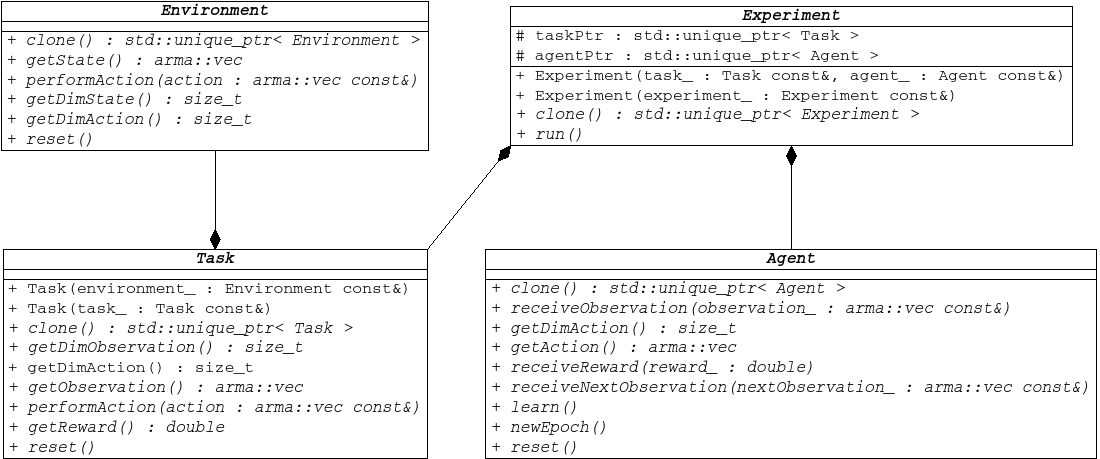 Environment
+ clone() : std::unique_ptr< Environment >
+ getState() : arma::vec
+ performAction(action : arma::vec const&)
+ getDimState() : size_t
+ getDimAction() : size_t
+ reset()
Experiment
# taskPtr : std::unique_ptr< Task >
# agentPtr : std::unique_ptr< Agent >
+ Experiment(task_ : Task const&, agent_ : Agent const&)
+ Experiment(experiment_ : Experiment const&)
+ clone() : std::unique_ptr< Experiment >
+ run()
Task
+ Task(environment_ : Environment const&)
+ Task(task_ : Task const&)
+ clone() : std::unique_ptr< Task >
+ getDimObservation() : size_t
+ getDimAction() : size_t
+ getObservation() : arma::vec
+ performAction(action : arma::vec const&)
+ getReward() : double
+ reset()
Agent
+ clone() : std::unique_ptr< Agent >
+ receiveObservation(observation_ : arma::vec const&)
+ getDimAction() : size_t
+ getAction() : arma::vec
+ receiveReward(reward_ : double)
+ receiveNextObservation(nextObservation_ : arma::vec const&)
+ learn()
+ newEpoch()
+ reset()